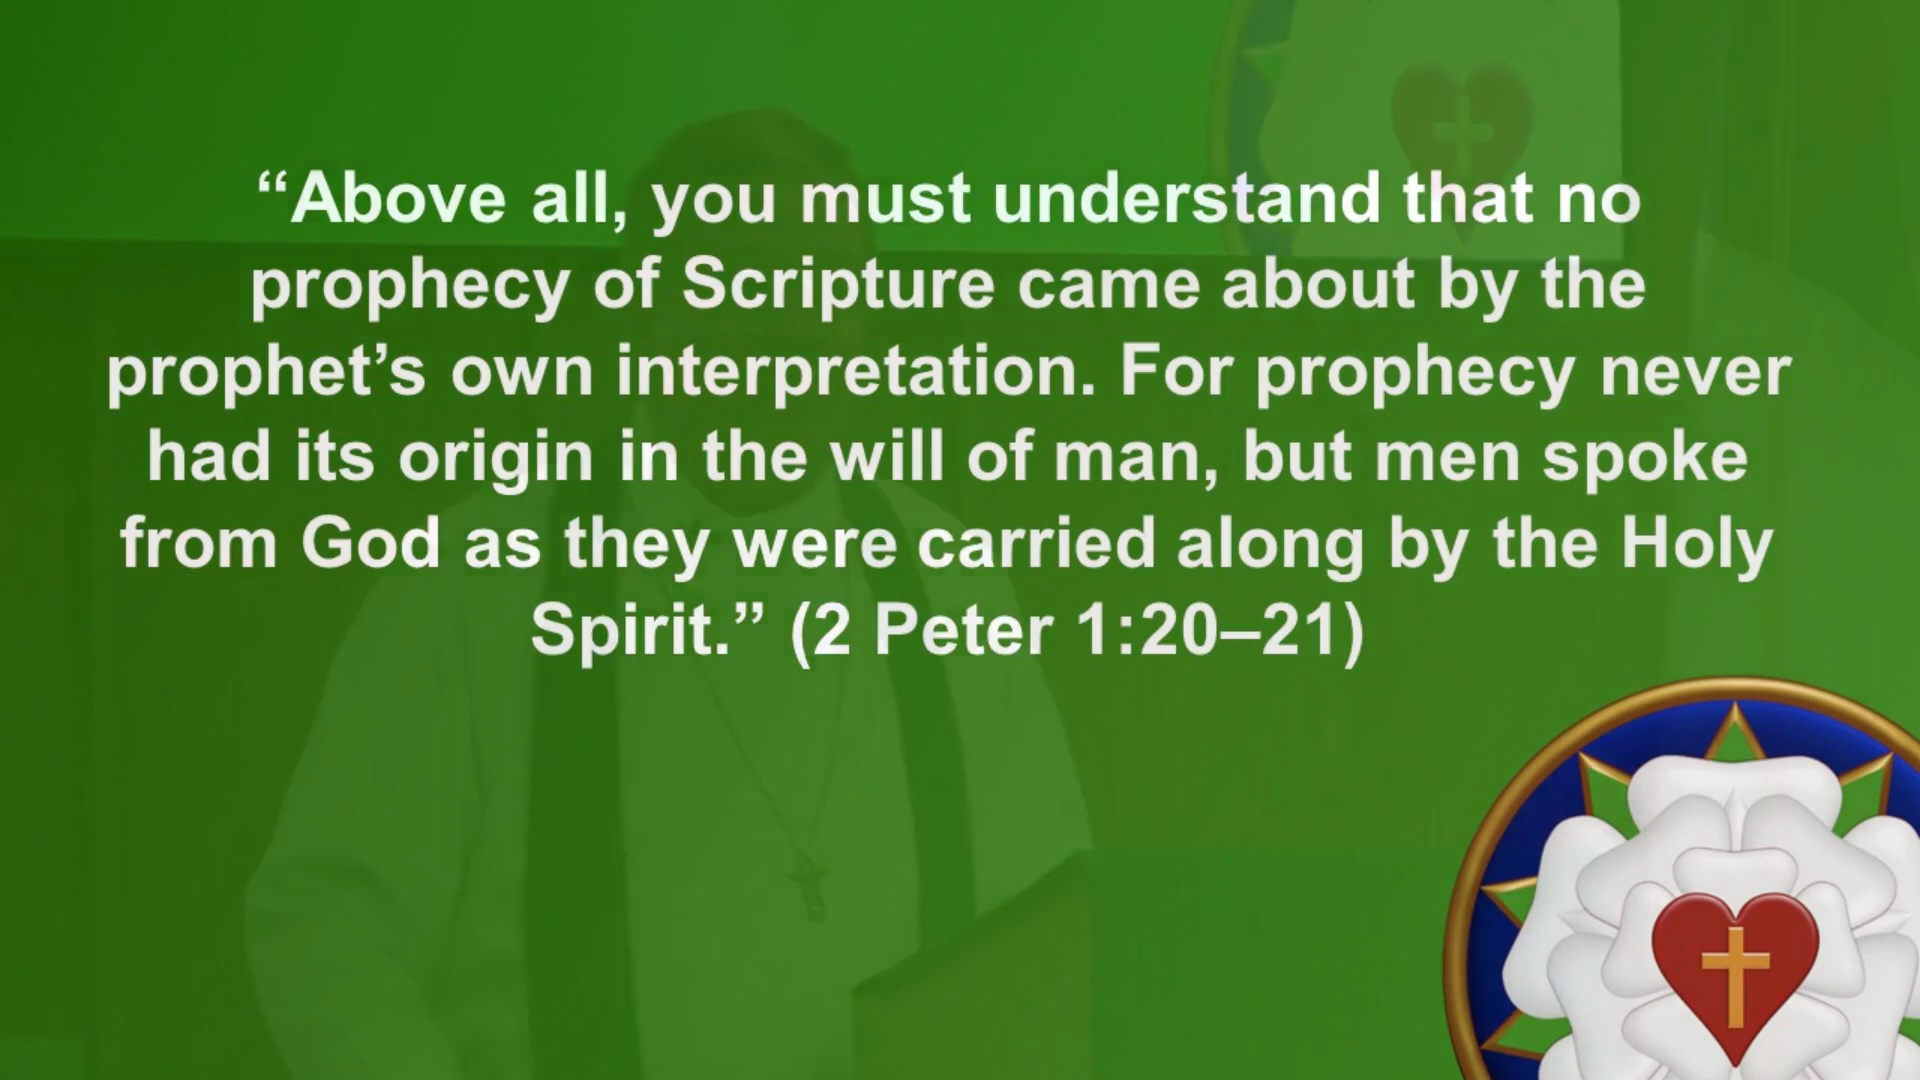 “Above all, you must understand that no
prophecy of Scripture came about by the
prophet’s own interpretation. For prophecy never
had its origin in the will of man, but men spoke
from God as they were carried along by the Holy
Spirit.” (2 Peter 1:20–21)